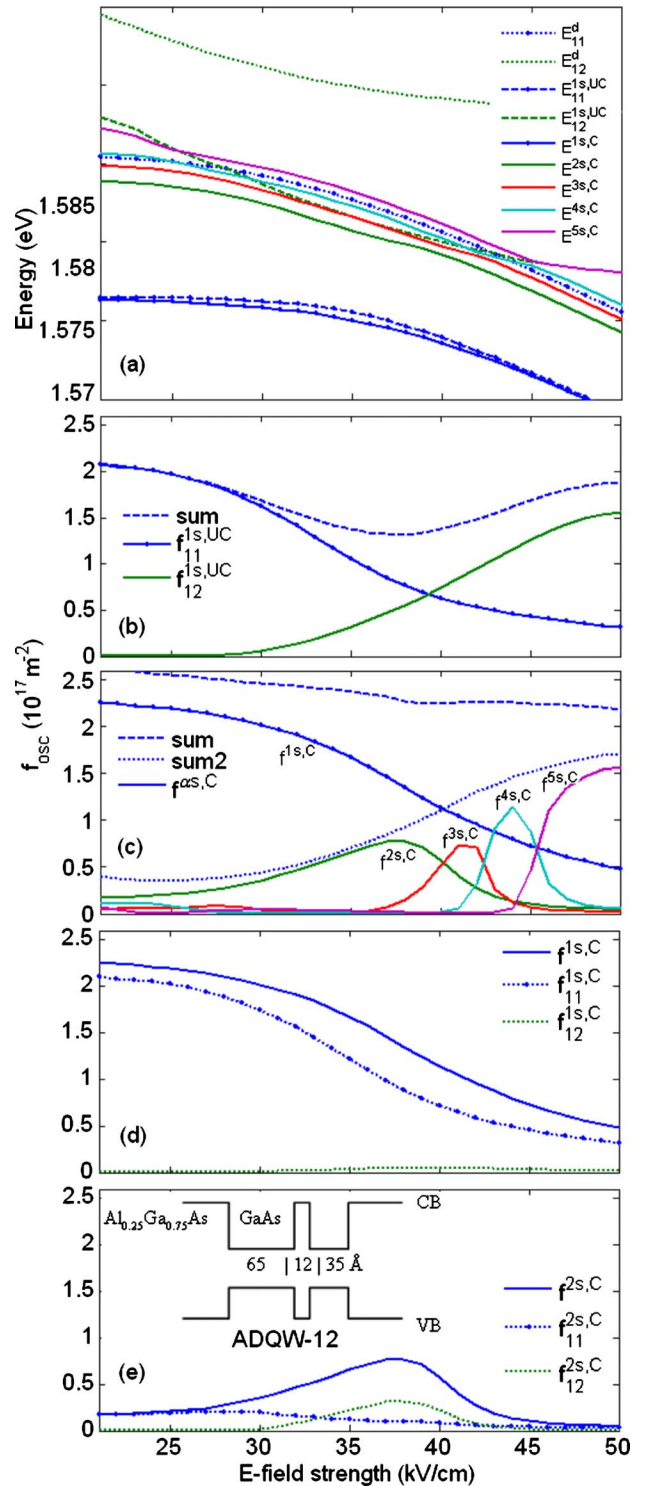 E^d_11
E^d_12
E^1s,UC_11
E^1s,UC_12
E^1s,C
E^2s,C
E^3s,C
E^4s,C
E^5s,C
1.585
1.58
1.575
1.57
Energy (eV)
(a)
2.5
2
1.5
1
0.5
0
sum
f^1s,UC_11
f^1s,UC_12
(b)
f_osc (10^17 m^-2)
2.5
2
1.5
1
0.5
0
sum
sum2
f^αs,C
f^1s,C
f^2s,C
f^3s,C
f^4s,C
f^5s,C
(c)
2.5
2
1.5
1
0.5
0
f^1s,C
f^1s,C_11
f^1s,C_12
(d)
2.5
2
1.5
1
0.5
0
Al0.25Ga0.75As GaAs CB
65 | 12 | 35 Å
VB
ADQW-12
f^2s,C
f^2s,C_11
f^2s,C_12
(e)
25 30 35 40 45 50
E-field strength (kV/cm)